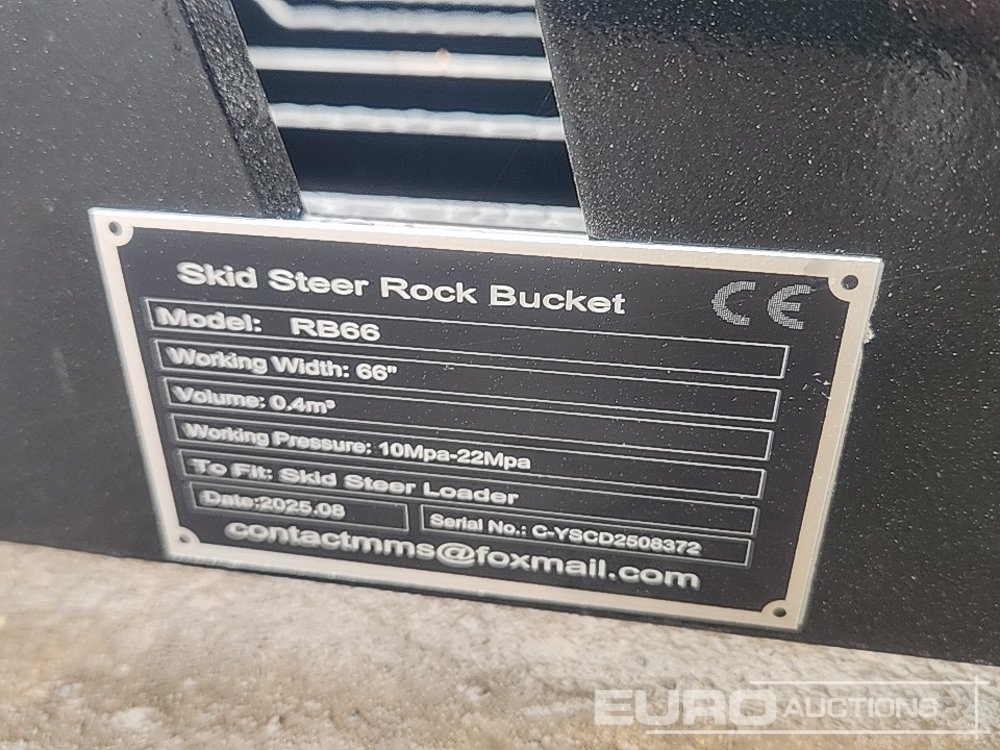 Skid Steer Rock Bucket CE
Model: RB66
Working Width: 66"
Volume: 0.4m³
Working Pressure: 10Mpa-22Mpa
To Fit: Skid Steer Loader
Date:2025.08 Serial No.: C-YSCD2508372
contactmms@foxmail.com
EURO AUCTIONS